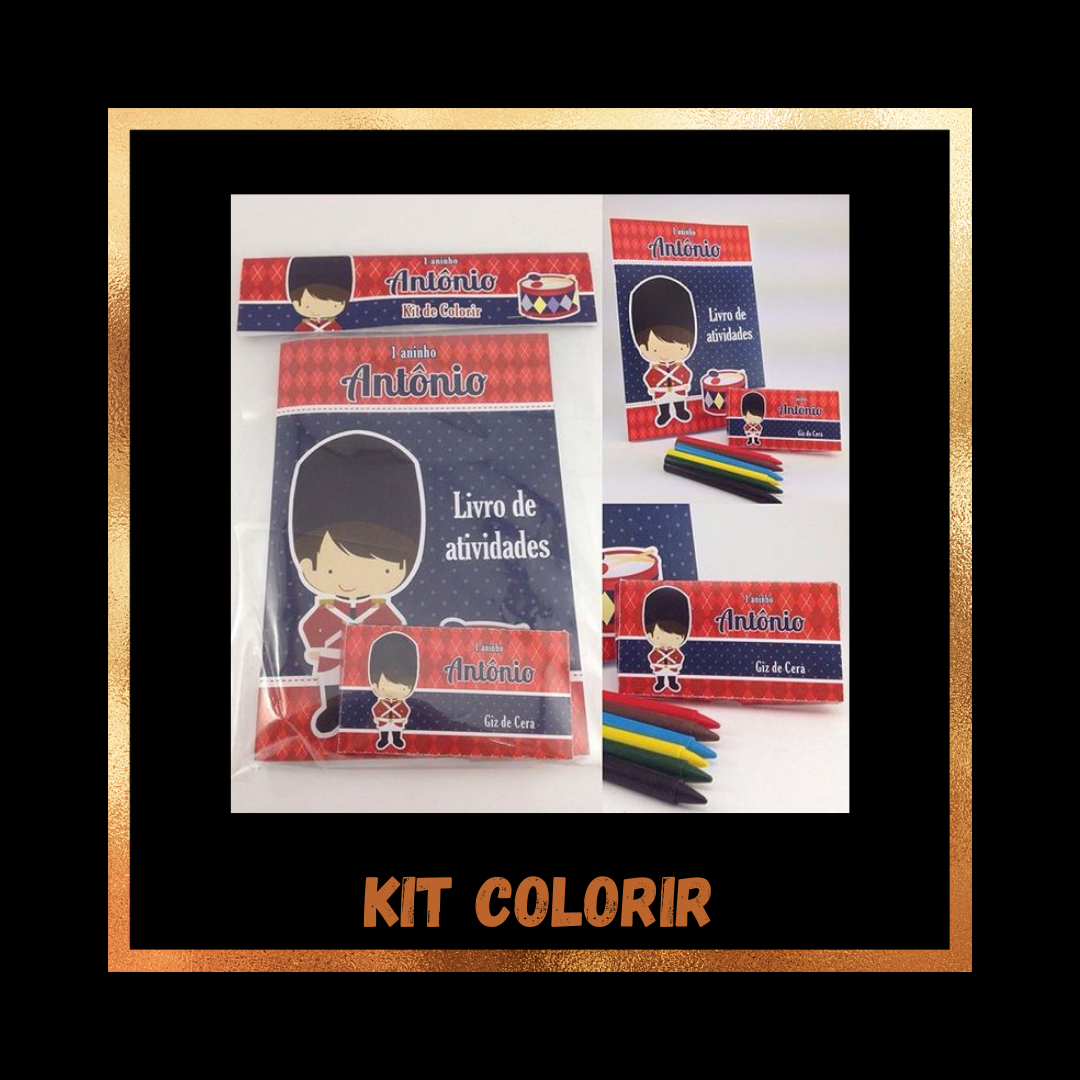 1 aninho
Antônio
Kit de Colorir
1 aninho
Antônio
Livro de
atividades
1 aninho
Antônio
Giz de Cera
1 aninho
Antônio
Livro de
atividades
Antônio
Giz de Cera
1 aninho
Antônio
Giz de Cera
KIT COLORIR